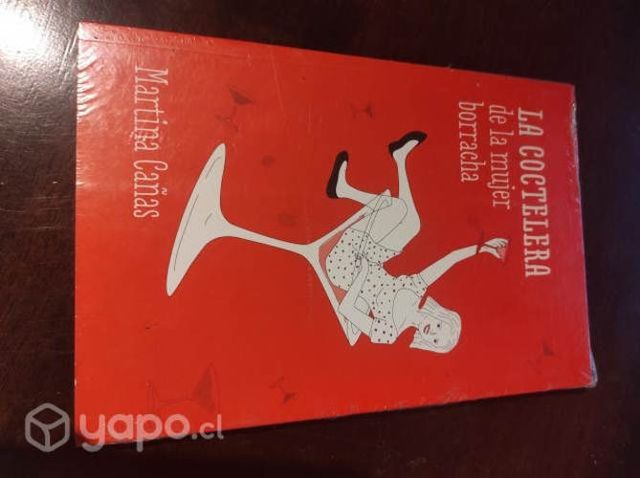 LA COCTELERA
de la mujer
borracha
Martina Cañas
yapo.cl